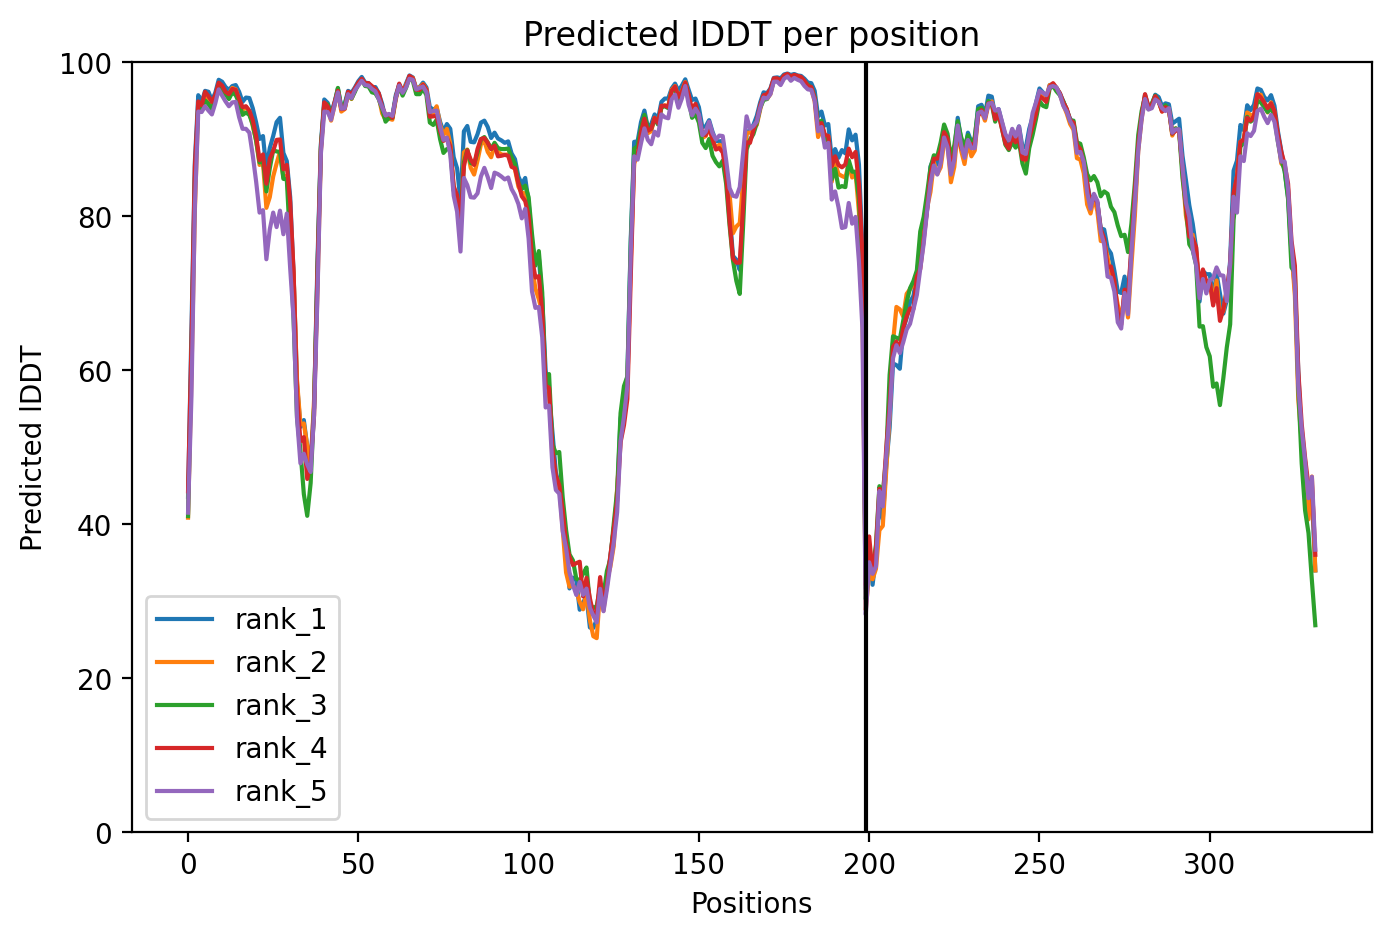 Predicted lDDT per position
100
80
60
40
20
0
Predicted lDDT
rank_1
rank_2
rank_3
rank_4
rank_5
0 50 100 150 200 250 300
Positions